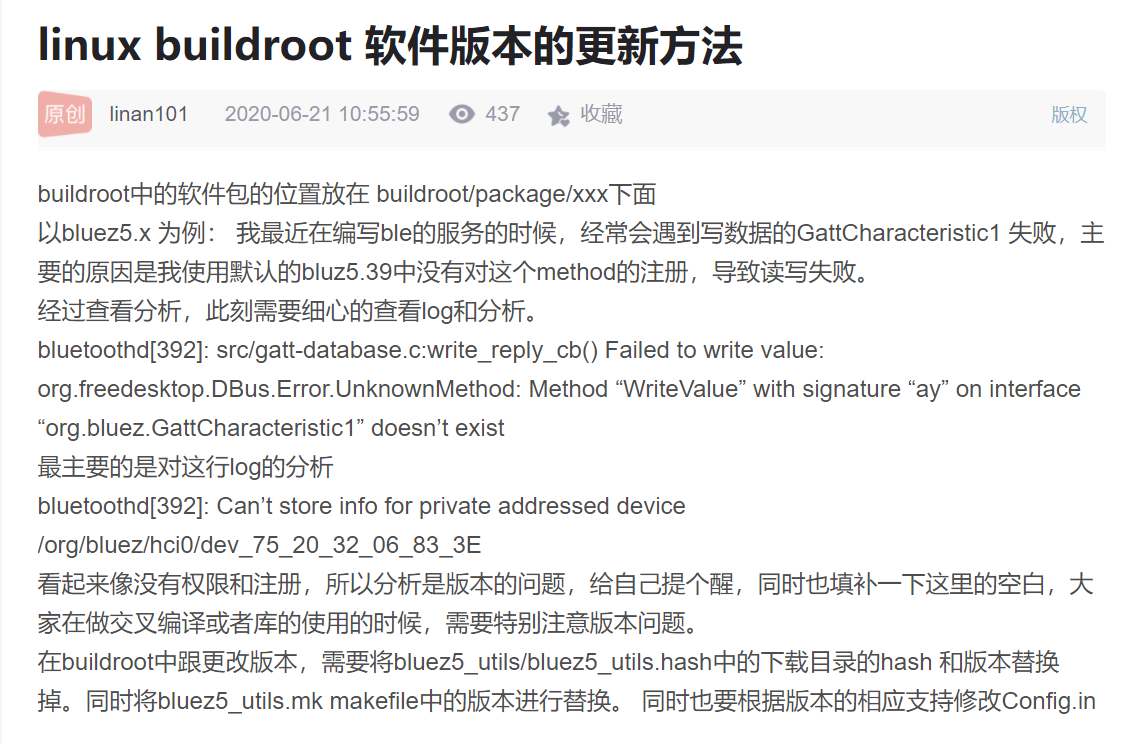 linux buildroot 软件版本的更新方法
原创 linan101 2020-06-21 10:55:59 437 收藏 版权
buildroot中的软件包的位置放在 buildroot/package/xxx下面
以bluez5.x 为例： 我最近在编写ble的服务的时候，经常会遇到写数据的GattCharacteristic1 失败，主
要的原因是我使用默认的bluz5.39中没有对这个method的注册，导致读写失败。
经过查看分析，此刻需要细心的查看log和分析。
bluetoothd[392]: src/gatt-database.c:write_reply_cb() Failed to write value:
org.freedesktop.DBus.Error.UnknownMethod: Method “WriteValue” with signature “ay” on interface
“org.bluez.GattCharacteristic1” doesn’t exist
最主要的是对这行log的分析
bluetoothd[392]: Can’t store info for private addressed device
/org/bluez/hci0/dev_75_20_32_06_83_3E
看起来像没有权限和注册，所以分析是版本的问题，给自己提个醒，同时也填补一下这里的空白，大
家在做交叉编译或者库的使用的时候，需要特别注意版本问题。
在buildroot中跟更改版本，需要将bluez5_utils/bluez5_utils.hash中的下载目录的hash 和版本替换
掉。同时将bluez5_utils.mk makefile中的版本进行替换。 同时也要根据版本的相应支持修改Config.in